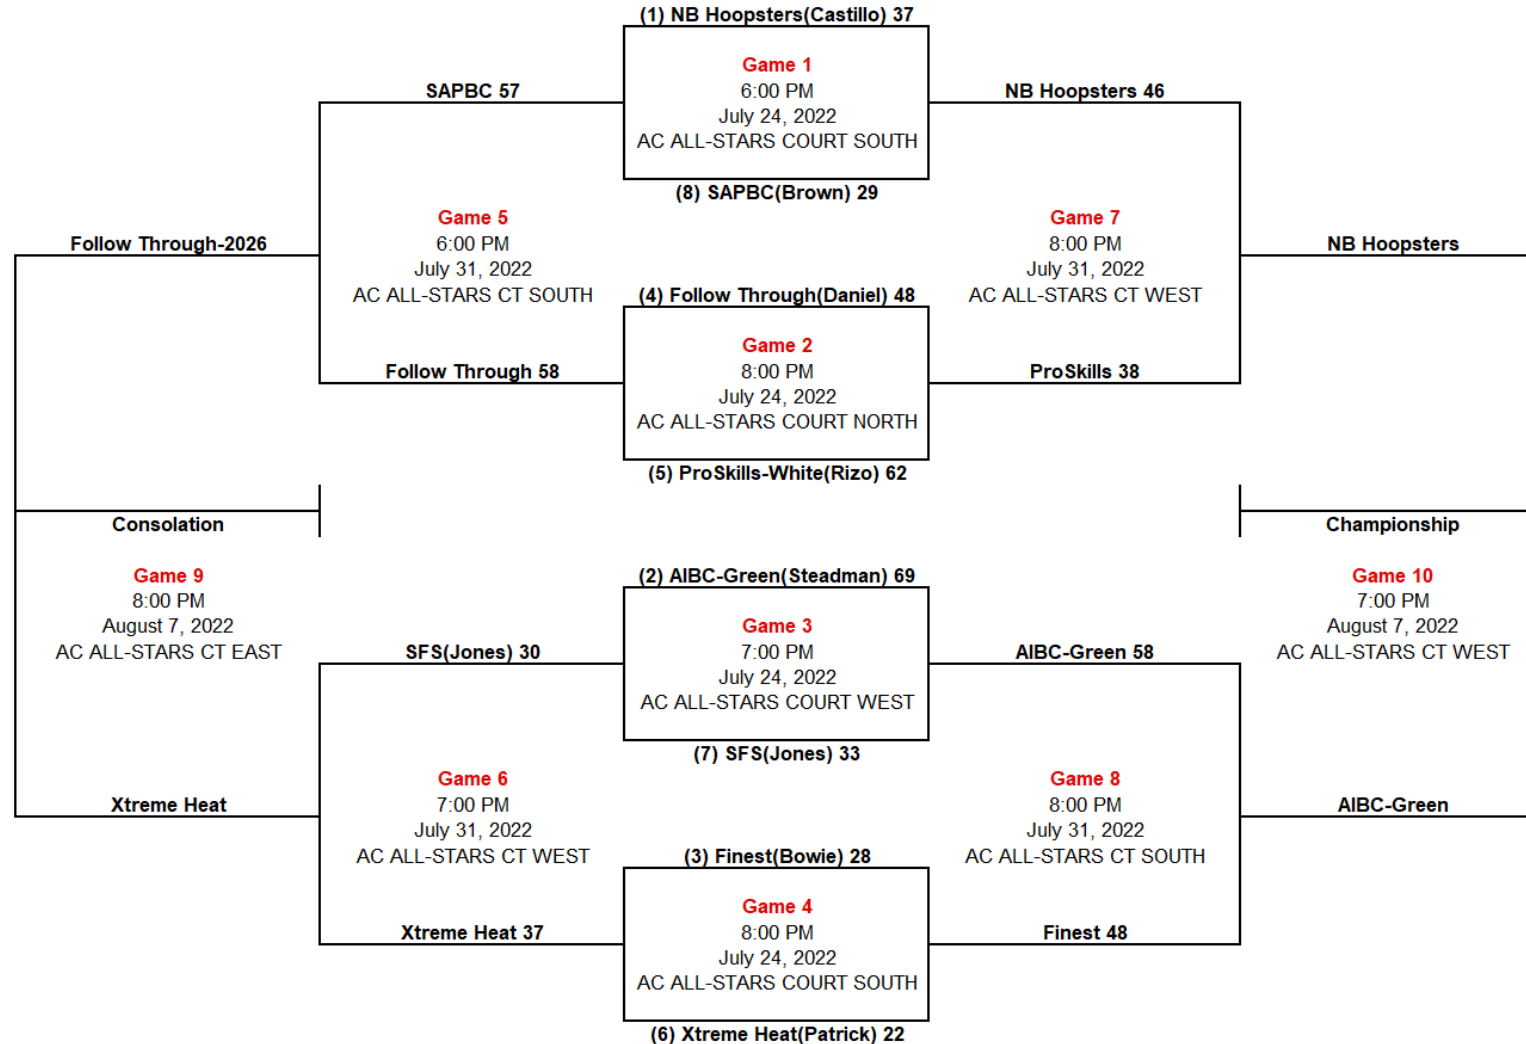 (1) NB Hoopsters(Castillo) 37
Game 1
6:00 PM
July 24, 2022
AC ALL-STARS COURT SOUTH
(8) SAPBC(Brown) 29
SAPBC 57
NB Hoopsters 46
Game 5
6:00 PM
July 31, 2022
AC ALL-STARS CT SOUTH
Game 7
8:00 PM
July 31, 2022
AC ALL-STARS CT WEST
Follow Through-2026
NB Hoopsters
(4) Follow Through(Daniel) 48
Game 2
8:00 PM
July 24, 2022
AC ALL-STARS COURT NORTH
(5) ProSkills-White(Rizo) 62
Follow Through 58
ProSkills 38
Consolation
Championship
Game 9
8:00 PM
August 7, 2022
AC ALL-STARS CT EAST
Game 10
7:00 PM
August 7, 2022
AC ALL-STARS CT WEST
(2) AIBC-Green(Steadman) 69
Game 3
7:00 PM
July 24, 2022
AC ALL-STARS COURT WEST
(7) SFS(Jones) 33
SFS(Jones) 30
AIBC-Green 58
Game 6
7:00 PM
July 31, 2022
AC ALL-STARS CT WEST
Game 8
8:00 PM
July 31, 2022
AC ALL-STARS CT SOUTH
Xtreme Heat
AIBC-Green
(3) Finest(Bowie) 28
Game 4
8:00 PM
July 24, 2022
AC ALL-STARS COURT SOUTH
(6) Xtreme Heat(Patrick) 22
Xtreme Heat 37
Finest 48